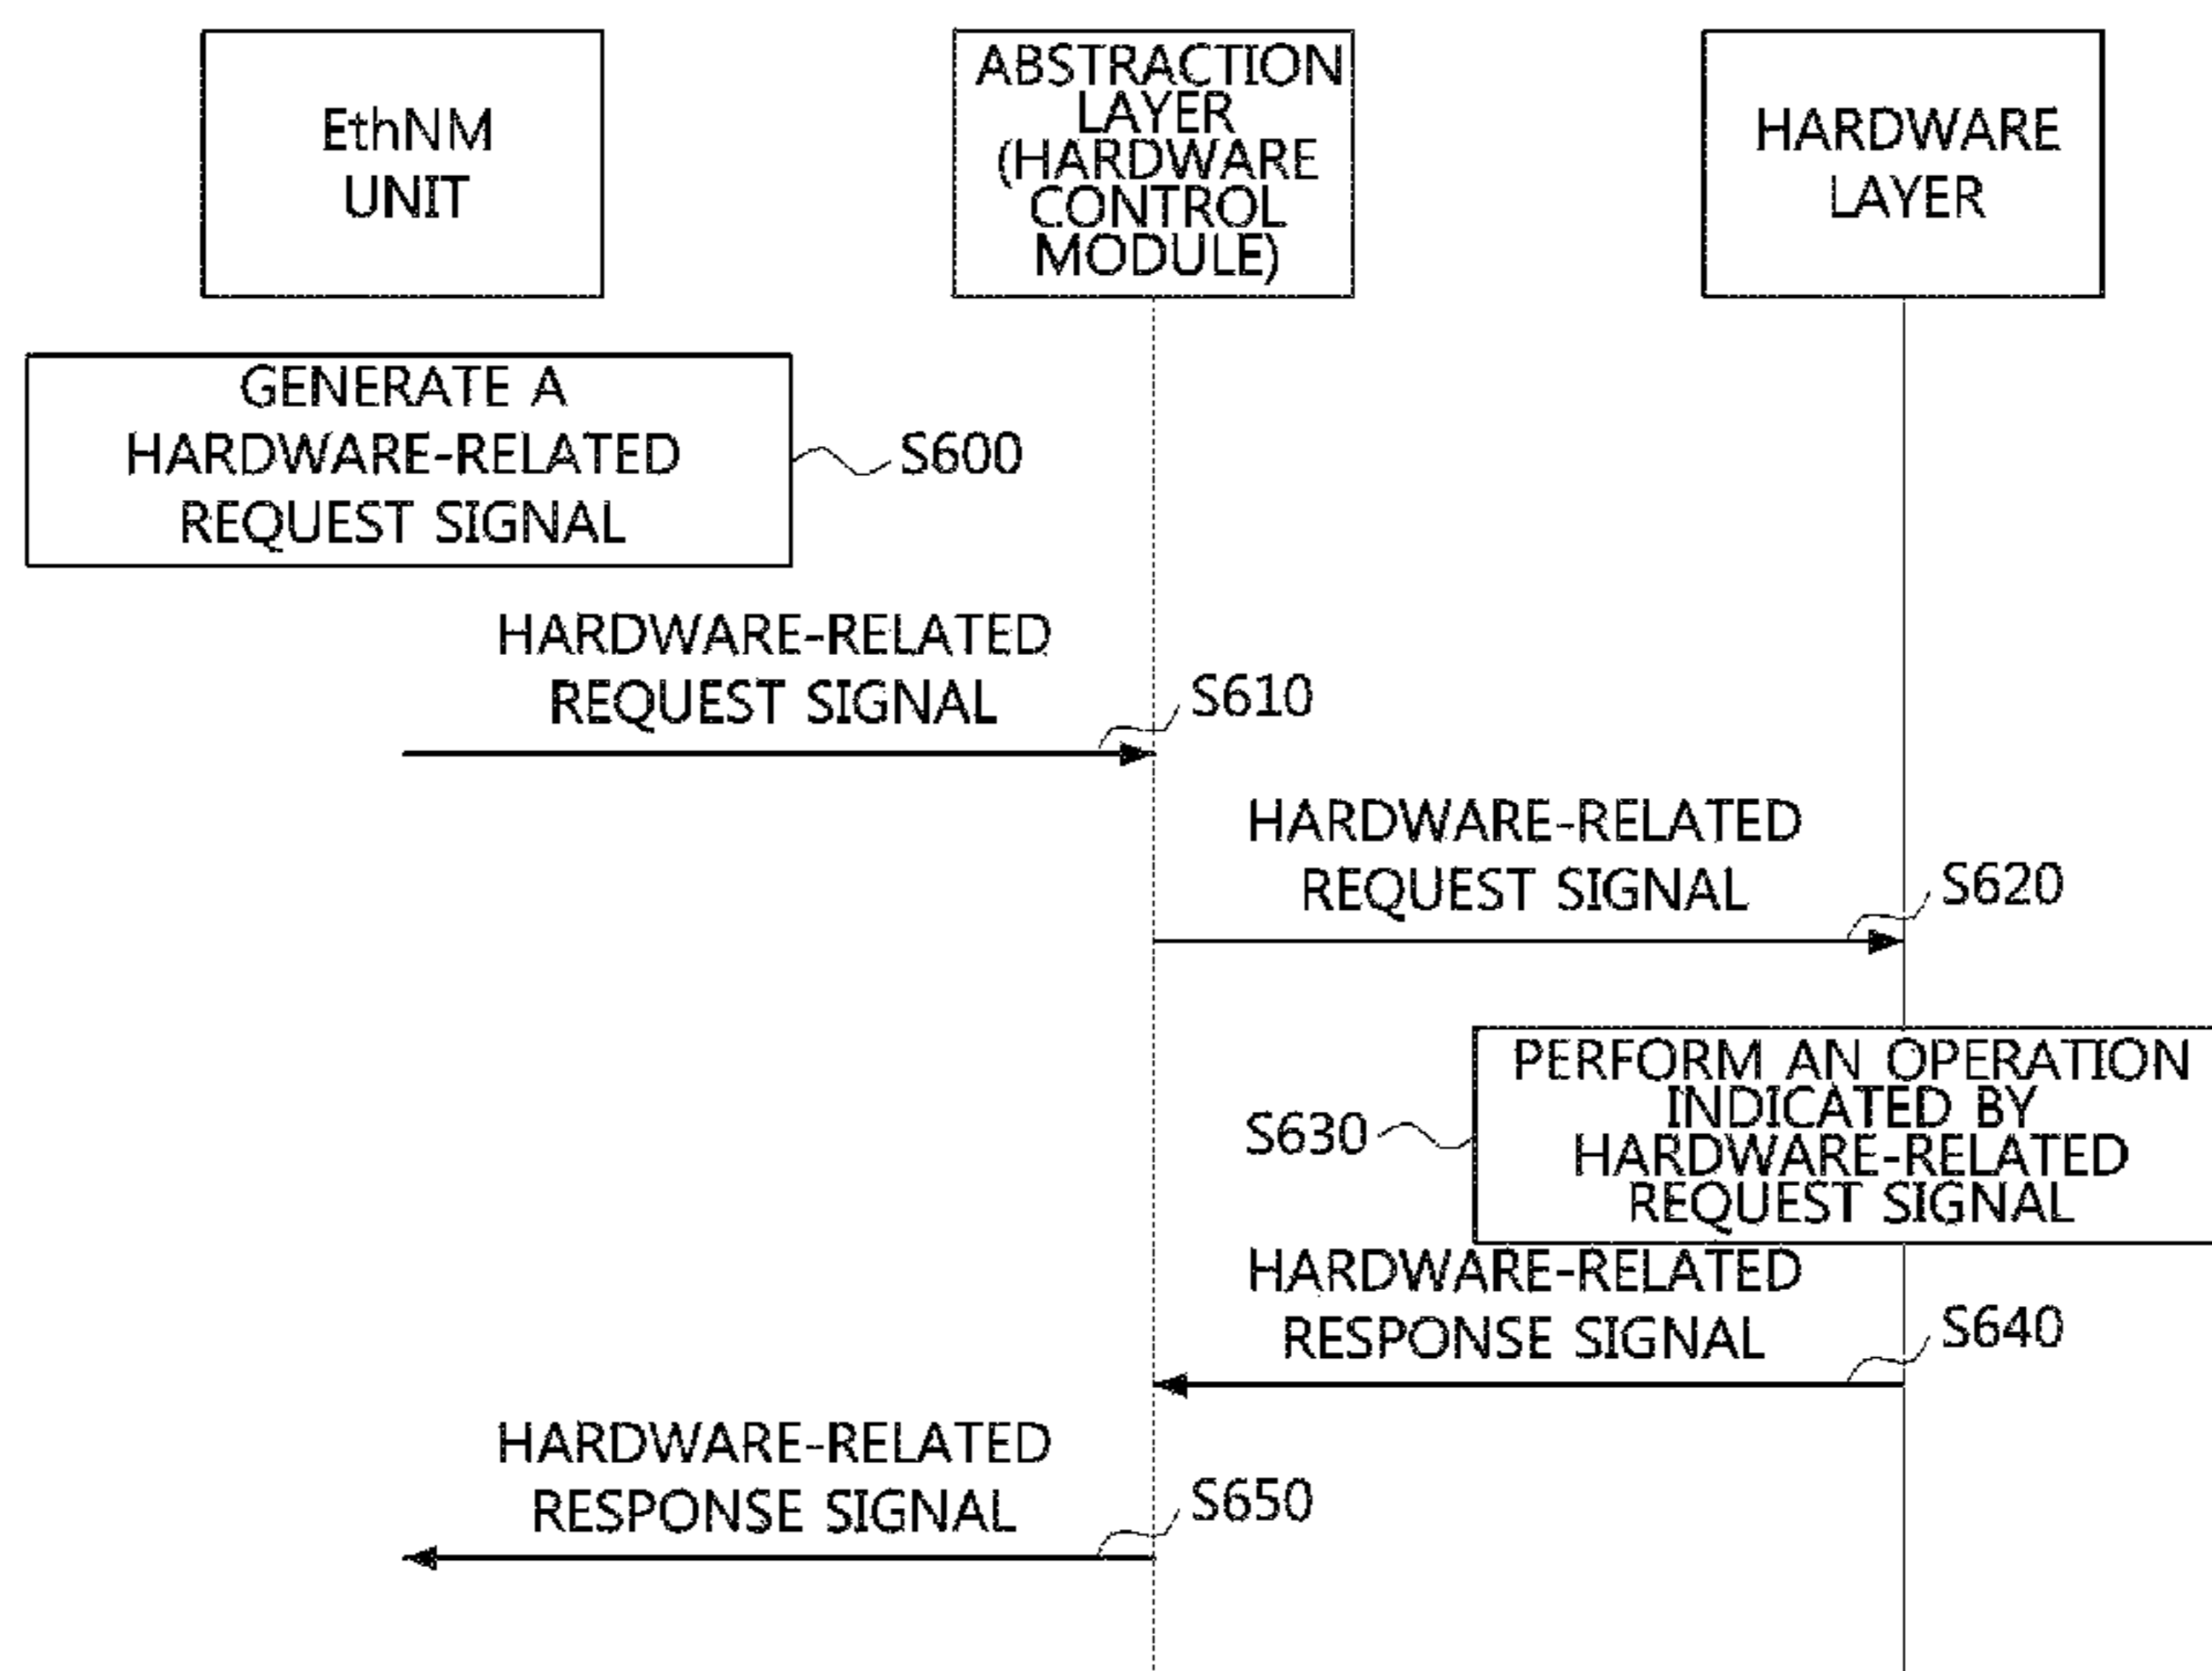 EthNM
UNIT
ABSTRACTION
LAYER
(HARDWARE
CONTROL
MODULE)
HARDWARE
LAYER
GENERATE A
HARDWARE-RELATED
REQUEST SIGNAL
S600
HARDWARE-RELATED
REQUEST SIGNAL
S610
HARDWARE-RELATED
REQUEST SIGNAL
S620
PERFORM AN OPERATION
INDICATED BY
HARDWARE-RELATED
REQUEST SIGNAL
S630
HARDWARE-RELATED
RESPONSE SIGNAL
S640
HARDWARE-RELATED
RESPONSE SIGNAL
S650